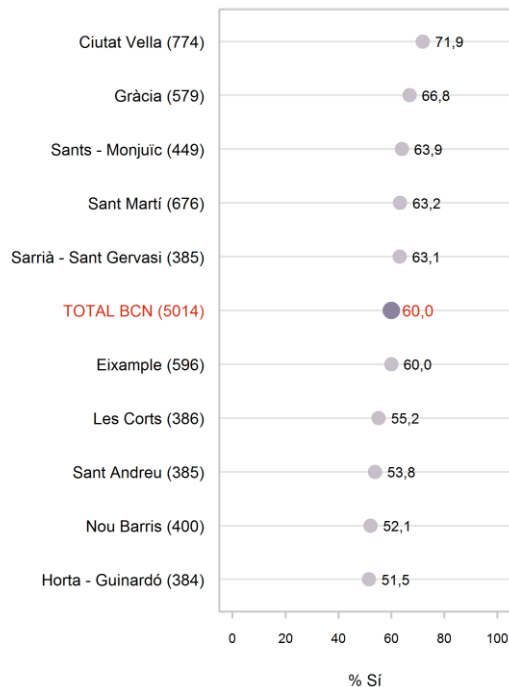 Ciutat Vella (774) 71,9
Gràcia (579) 66,8
Sants - Monjuïc (449) 63,9
Sant Martí (676) 63,2
Sarrià - Sant Gervasi (385) 63,1
TOTAL BCN (5014) 60,0
Eixample (596) 60,0
Les Corts (386) 55,2
Sant Andreu (385) 53,8
Nou Barris (400) 52,1
Horta - Guinardó (384) 51,5
0 20 40 60 80 100
% Sí